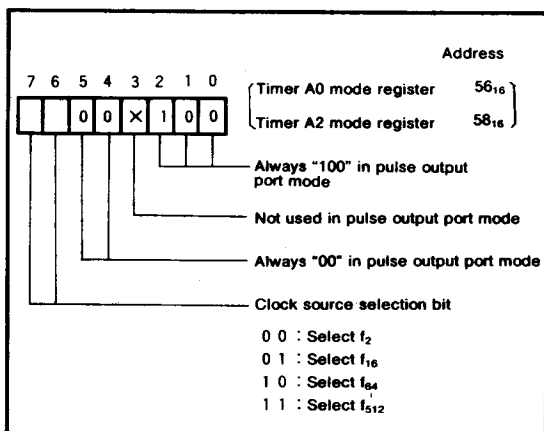 Address
7 6 5 4 3 2 1 0
Timer A0 mode register 56₁₆
0 0 × 1 0 0
Timer A2 mode register 58₁₆
Always "100" in pulse output
port mode
Not used in pulse output port mode
Always "00" in pulse output port mode
Clock source selection bit
0 0 : Select f₂
0 1 : Select f₁₆
1 0 : Select f₆₄
1 1 : Select f₅₁₂